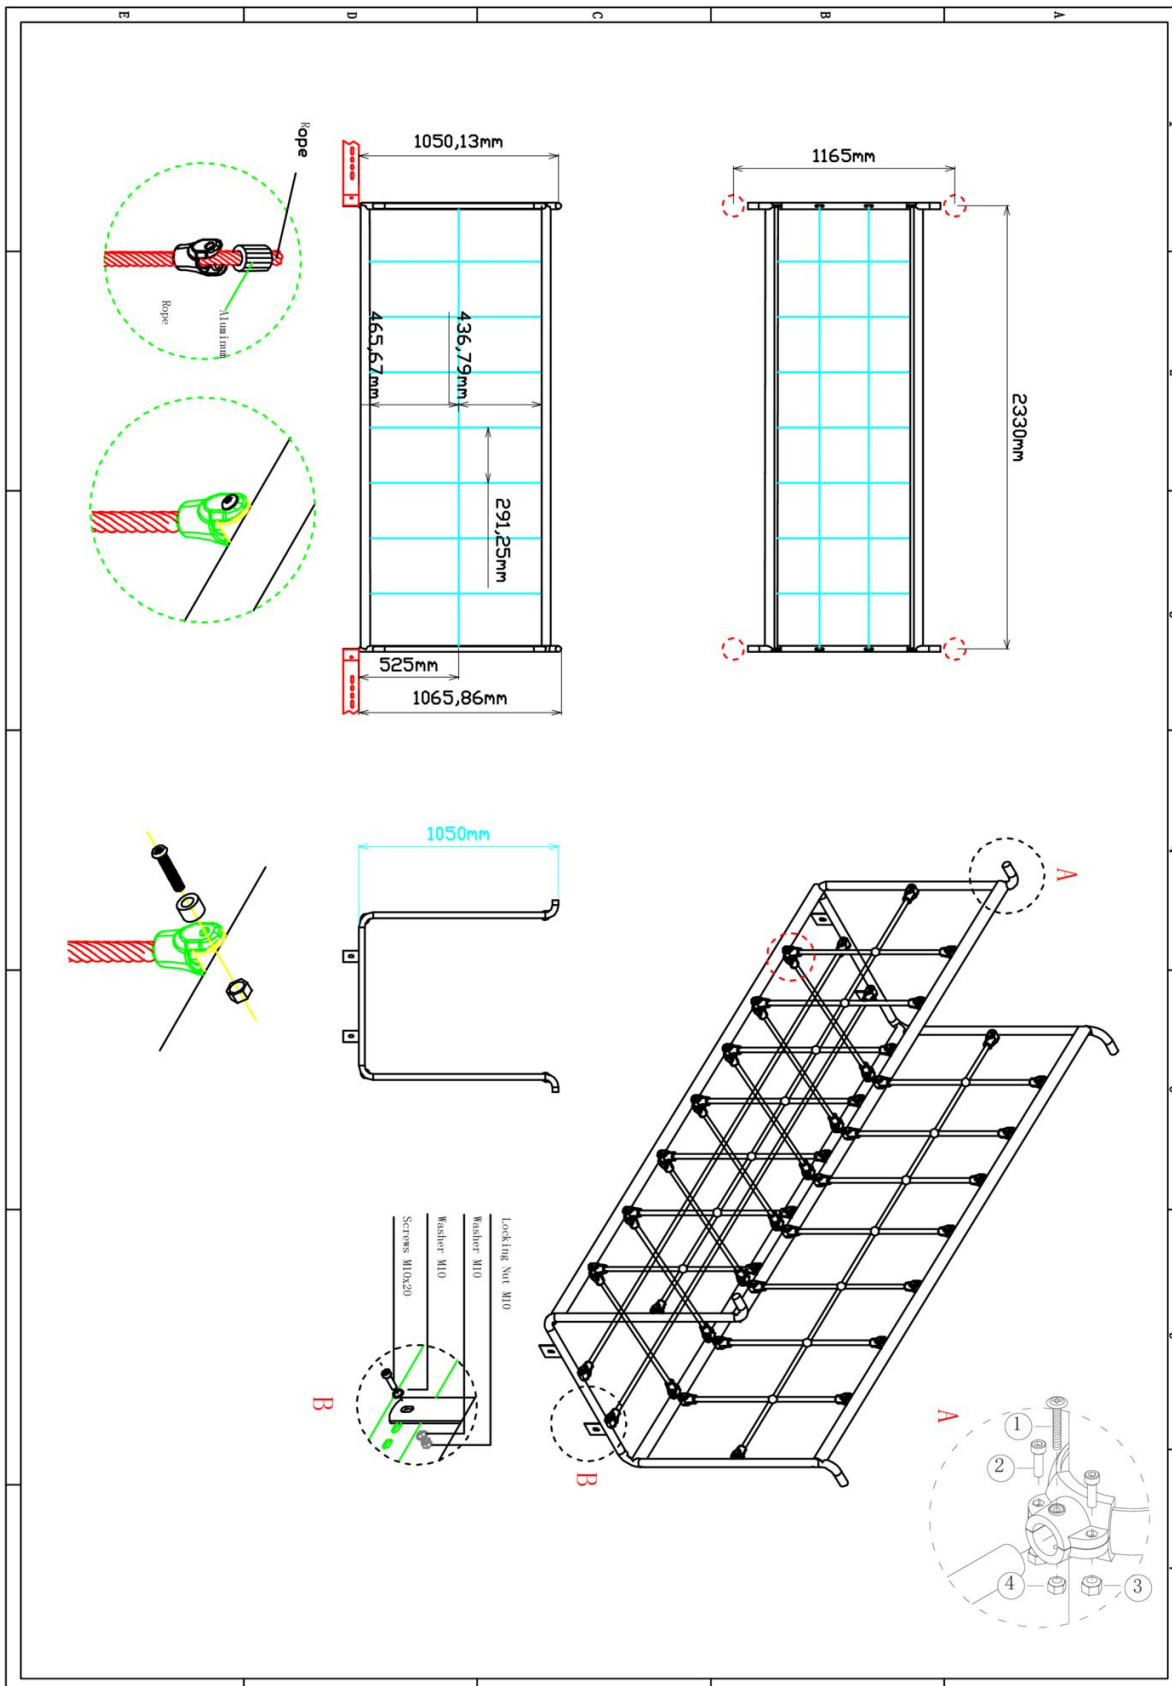 E
D
C
B
A
1050,13mm
1165mm
Rope
Aluminum
Rope
465,67mm
436,79mm
291,25mm
2330mm
525mm
1065,86mm
1050mm
A
B
Locking Nut M10
Washer M10
Washer M10
Screws M10x20
B
A
1
2
3
4